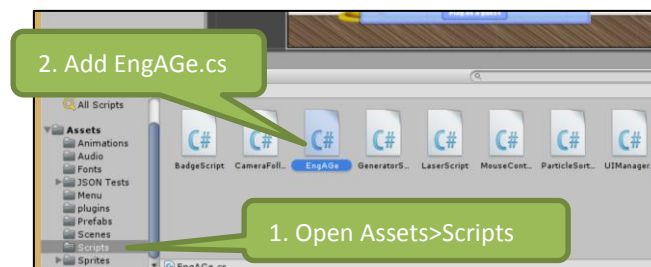 Play as a guest
2. Add EngAGe.cs
All Scripts
Assets
Animations
Audio
Fonts
JSON Tests
Menu
plugins
Prefabs
Scenes
Scripts
Sprites
C# C# C# C# C# C# C# C#
BadgeScript CameraFoll... EngAGe GeneratorS... LaserScript MouseCont... ParticleSort... UIManager
1. Open Assets>Scripts
EngAGe.cs